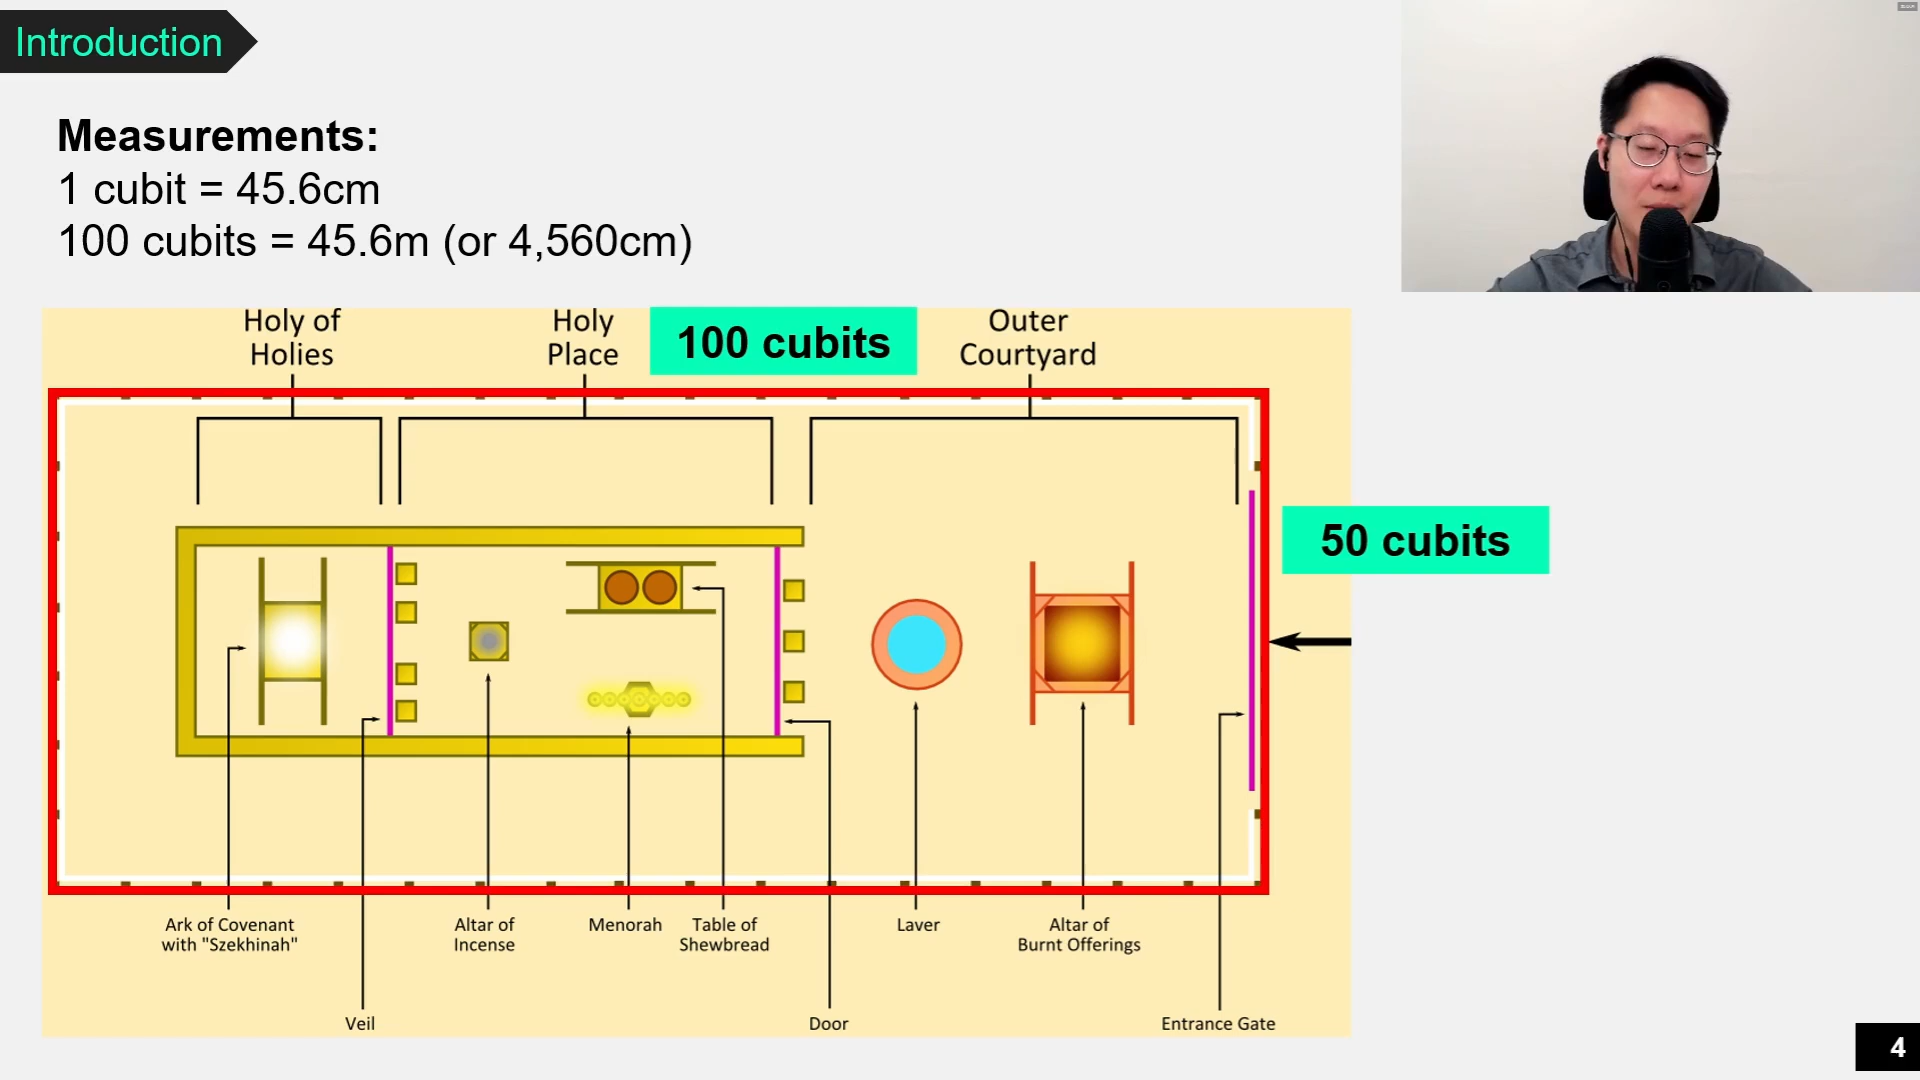 Introduction
Measurements:
1 cubit = 45.6cm
100 cubits = 45.6m (or 4,560cm)
Holy of
Holies
Holy
Place
100 cubits
Outer
Courtyard
50 cubits
Ark of Covenant
with "Szekhinah"
Altar of
Incense
Menorah
Table of
Shewbread
Laver
Altar of
Burnt Offerings
Veil
Door
Entrance Gate
4